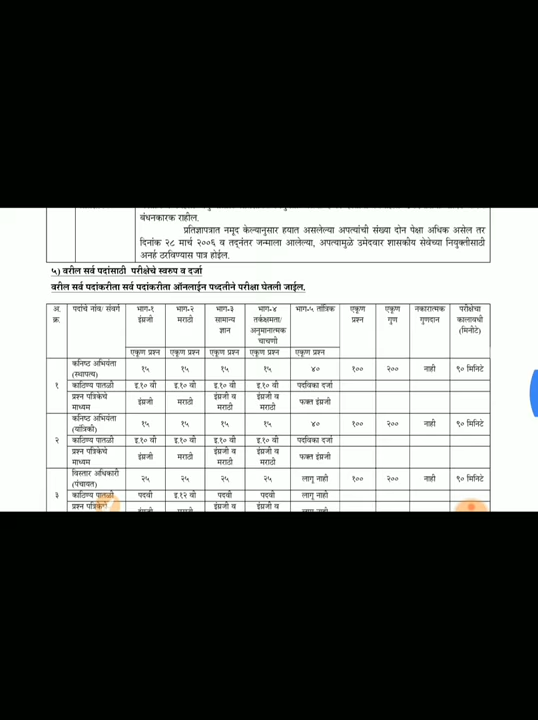 बंधनकारक राहील.
प्रतिज्ञापत्रात नमूद केल्यानुसार हयात असलेल्या अपत्यांची संख्या दोन पेक्षा अधिक असेल तर
दिनांक २८ मार्च २००६ व तद्नंतर जन्माला आलेल्या, अपत्यामुळे उमेदवार शासकीय सेवेच्या नियुक्तीसाठी
अनर्ह ठरविण्यास पात्र होईल.
५) वरील सर्व पदांसाठी परीक्षेचे स्वरुप व दर्जा
वरील सर्व पदांकरीता सर्व पदांकरीता ऑनलाईन पध्दतीने परीक्षा घेतली जाईल.
अ. क्र. पदांचे नांव/ संवर्ग भाग-१ इंग्रजी भाग-२ मराठी भाग-३ सामान्य ज्ञान भाग-४ तर्कक्षमता/ अनुमानात्मक चाचणी भाग-५ तांत्रिक एकूण प्रश्न एकूण गुण नकारात्मक गुणदान परीक्षेचा कालावधी (मिनीटे)
एकूण प्रश्न एकूण प्रश्न एकूण प्रश्न एकूण प्रश्न एकूण प्रश्न
१ कनिष्ठ अभियंता (स्थापत्य) १५ १५ १५ १५ ४० १०० २०० नाही ९० मिनिटे
काठिण्य पातळी इ.१० वी इ.१० वी इ.१० वी इ.१० वी पदविका दर्जा
प्रश्न पत्रिकेचे माध्यम इंग्रजी मराठी इंग्रजी व मराठी इंग्रजी व मराठी फक्त इंग्रजी
२ कनिष्ठ अभियंता (यांत्रिकी) १५ १५ १५ १५ ४० १०० २०० नाही ९० मिनिटे
काठिण्य पातळी इ.१० वी इ.१० वी इ.१० वी इ.१० वी पदविका दर्जा
प्रश्न पत्रिकेचे माध्यम इंग्रजी मराठी इंग्रजी व मराठी इंग्रजी व मराठी फक्त इंग्रजी
३ विस्तार अधिकारी (पंचायत) २५ २५ २५ २५ लागू नाही १०० २०० नाही ९० मिनिटे
काठिण्य पातळी पदवी इ.१२ वी पदवी पदवी लागू नाही
प्रश्न पत्रिकेचे इंग्रजी व इंग्रजी व